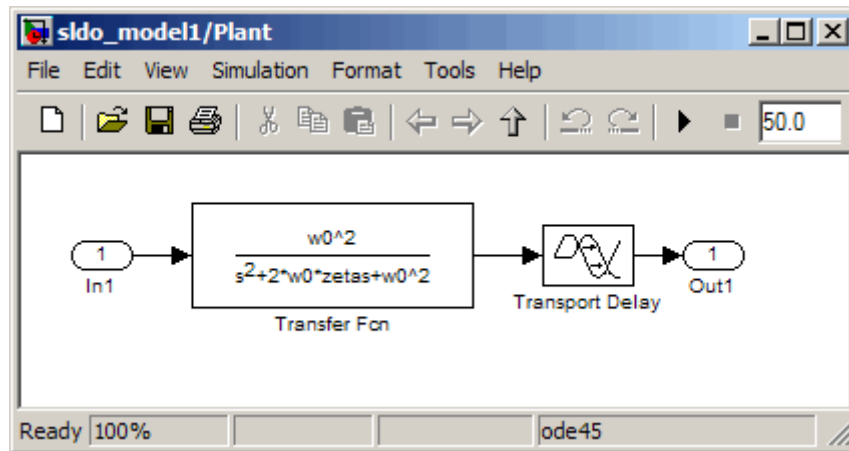 sldo_model1/Plant
File Edit View Simulation Format Tools Help
50.0
w0^2
1
s2+2*w0*zetas+w0^2
1
In1
Transfer Fcn
Transport Delay
Out1
Ready 100% ode45